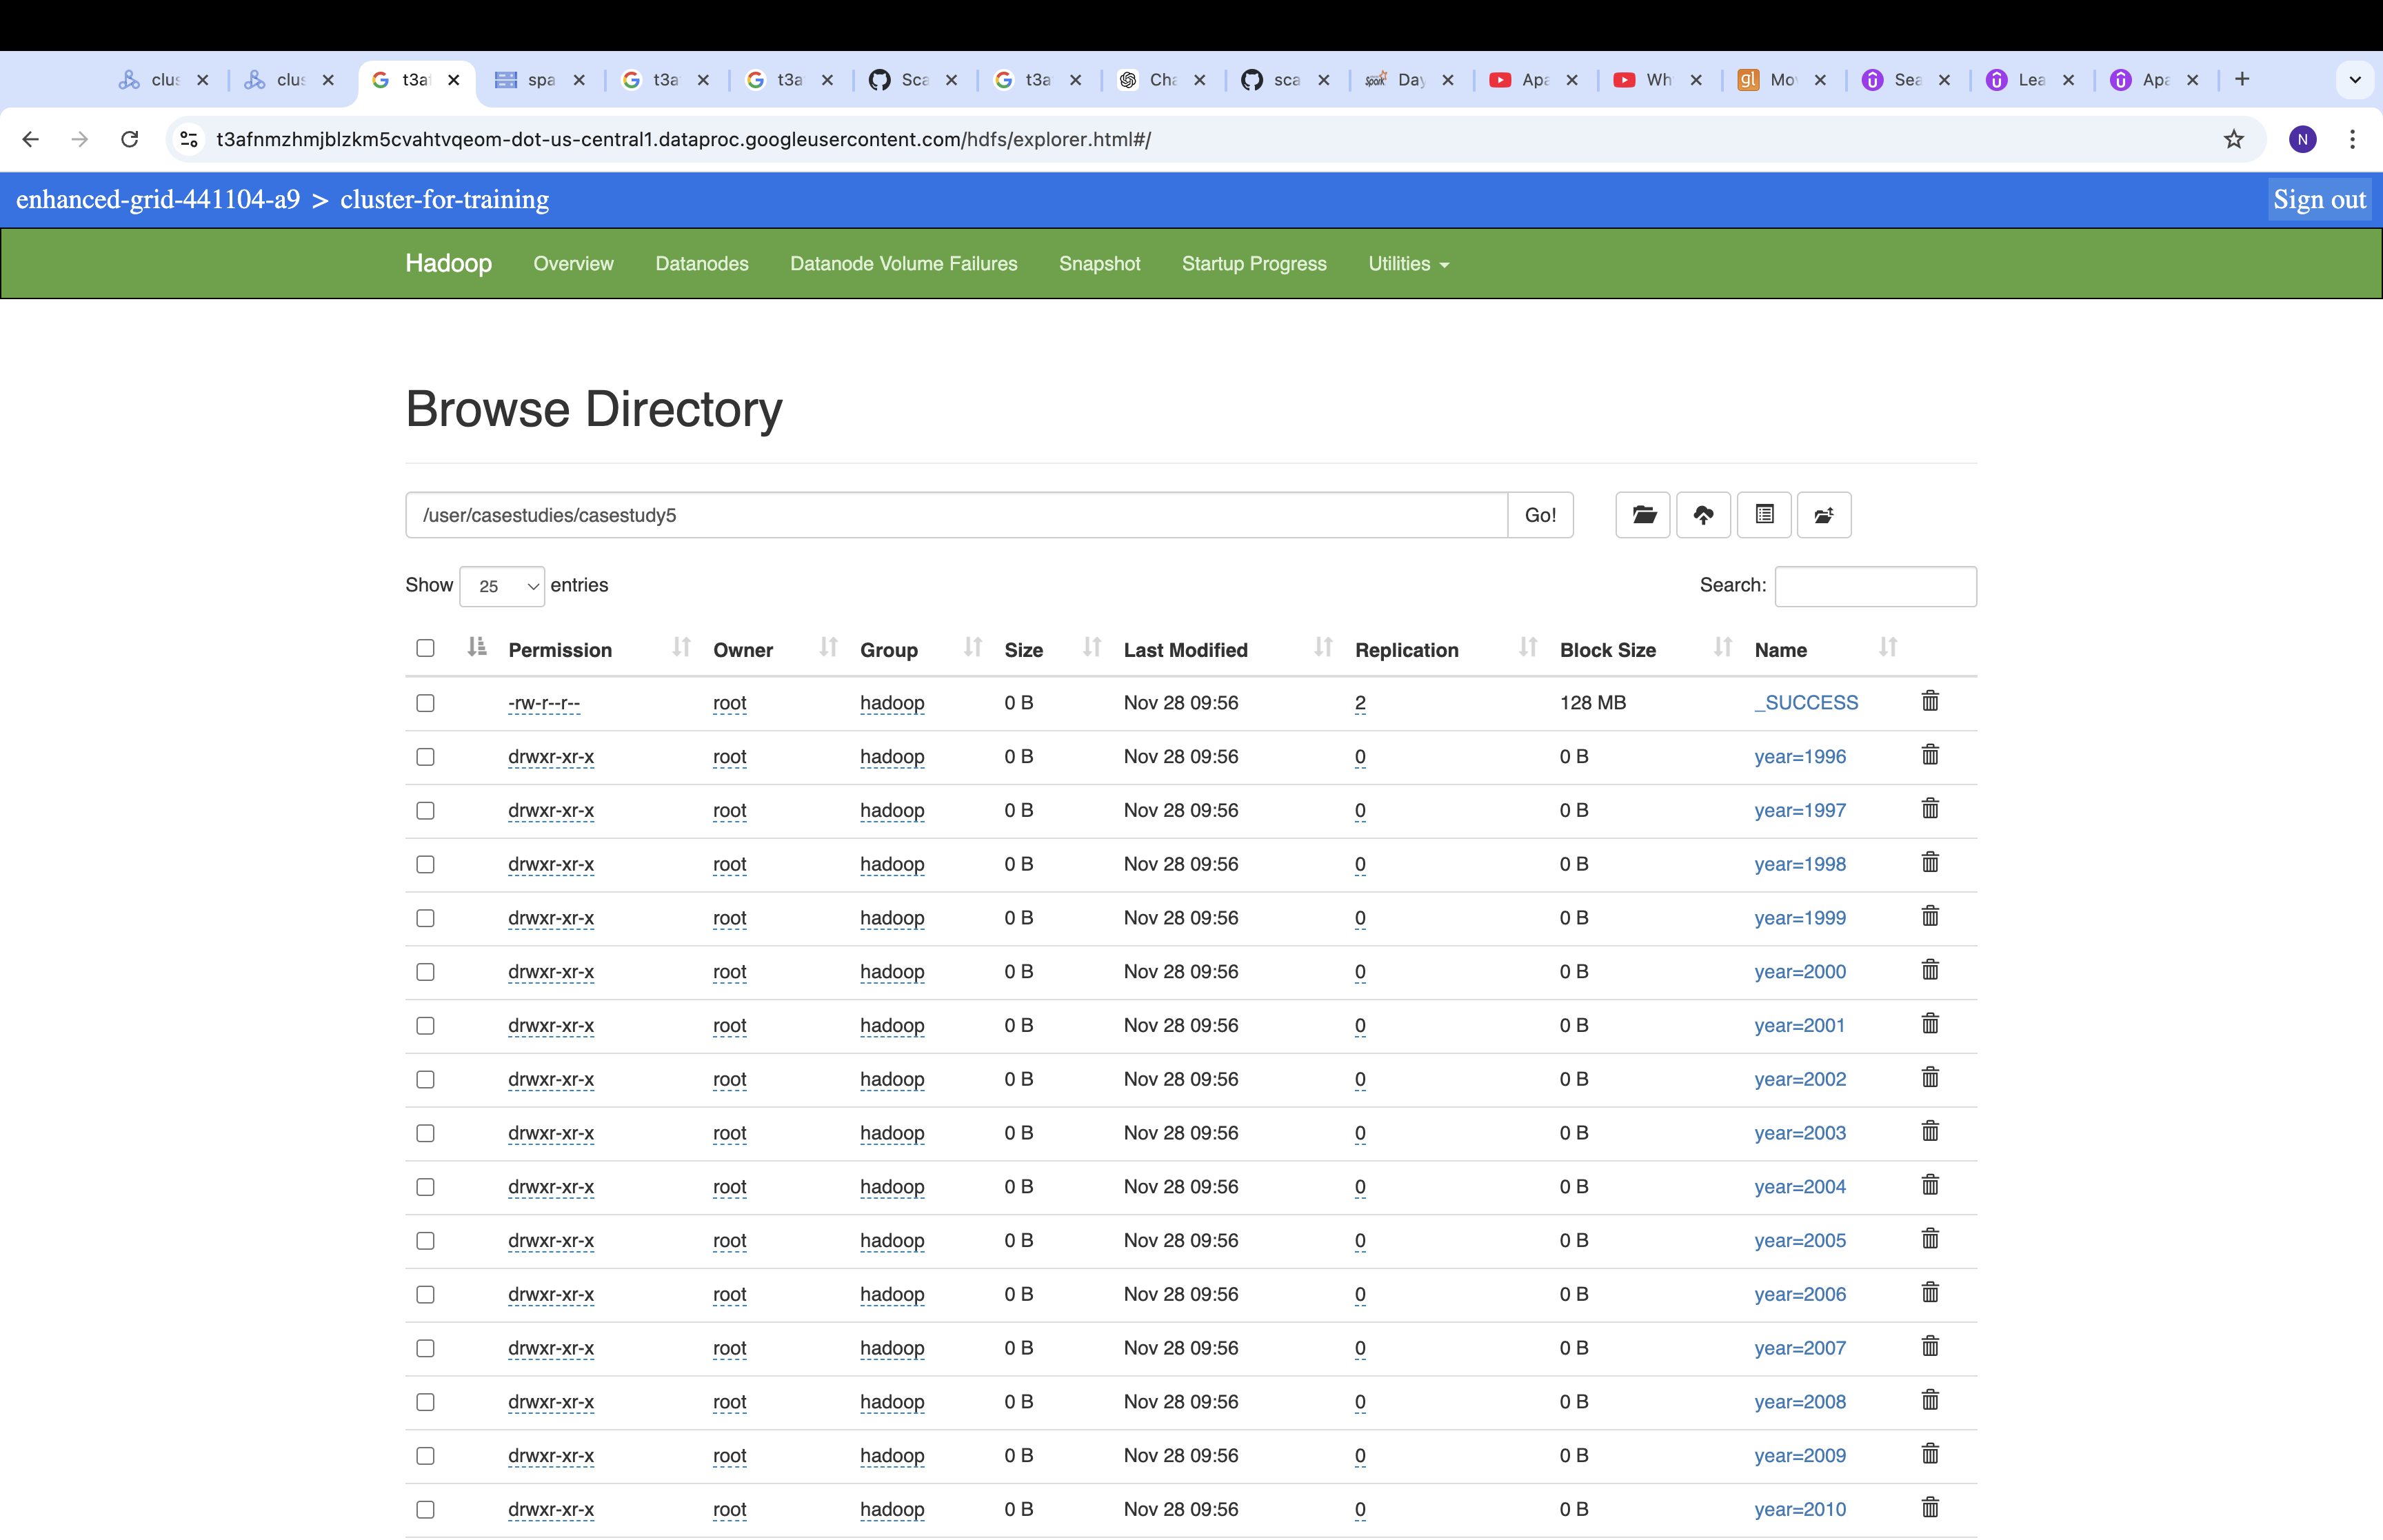 clus clus t3a spa t3a t3a Sca t3a Cha sca Day Apa Wh Mo Sea Lea Apa
t3afnmzhmjblzkm5cvahtvqeom-dot-us-central1.dataproc.googleusercontent.com/hdfs/explorer.html#/ N
enhanced-grid-441104-a9 > cluster-for-training Sign out
Hadoop Overview Datanodes Datanode Volume Failures Snapshot Startup Progress Utilities
Browse Directory
/user/casestudies/casestudy5 Go!
Show 25 entries Search:
Permission Owner Group Size Last Modified Replication Block Size Name
-rw-r--r-- root hadoop 0 B Nov 28 09:56 2 128 MB _SUCCESS
drwxr-xr-x root hadoop 0 B Nov 28 09:56 0 0 B year=1996
drwxr-xr-x root hadoop 0 B Nov 28 09:56 0 0 B year=1997
drwxr-xr-x root hadoop 0 B Nov 28 09:56 0 0 B year=1998
drwxr-xr-x root hadoop 0 B Nov 28 09:56 0 0 B year=1999
drwxr-xr-x root hadoop 0 B Nov 28 09:56 0 0 B year=2000
drwxr-xr-x root hadoop 0 B Nov 28 09:56 0 0 B year=2001
drwxr-xr-x root hadoop 0 B Nov 28 09:56 0 0 B year=2002
drwxr-xr-x root hadoop 0 B Nov 28 09:56 0 0 B year=2003
drwxr-xr-x root hadoop 0 B Nov 28 09:56 0 0 B year=2004
drwxr-xr-x root hadoop 0 B Nov 28 09:56 0 0 B year=2005
drwxr-xr-x root hadoop 0 B Nov 28 09:56 0 0 B year=2006
drwxr-xr-x root hadoop 0 B Nov 28 09:56 0 0 B year=2007
drwxr-xr-x root hadoop 0 B Nov 28 09:56 0 0 B year=2008
drwxr-xr-x root hadoop 0 B Nov 28 09:56 0 0 B year=2009
drwxr-xr-x root hadoop 0 B Nov 28 09:56 0 0 B year=2010